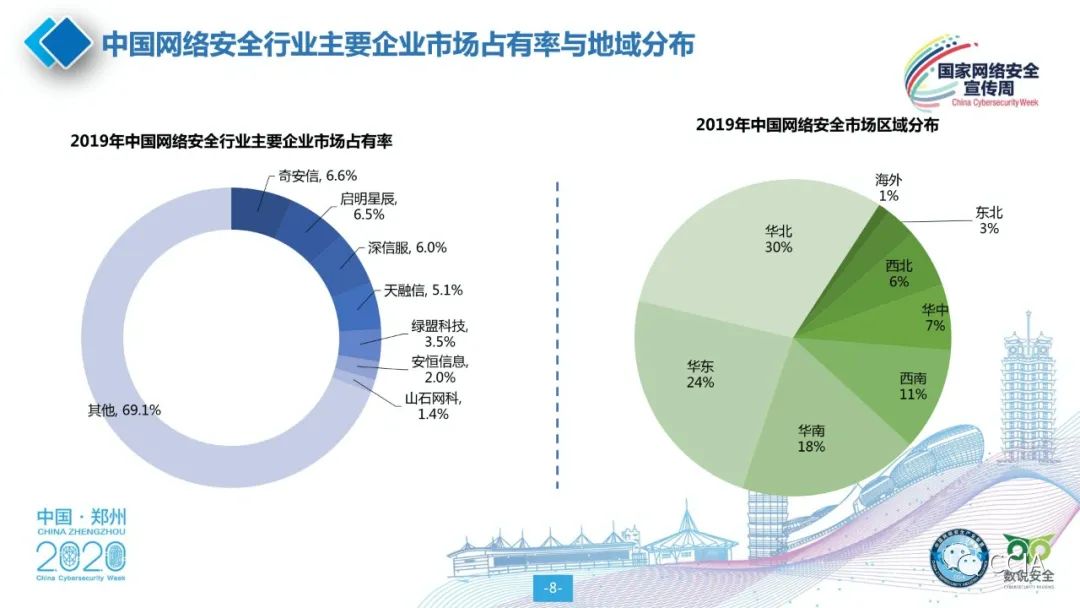 中国网络安全行业主要企业市场占有率与地域分布
国家网络安全
宣传周
China Cybersecurity Week
2019年中国网络安全行业主要企业市场占有率
奇安信, 6.6%
启明星辰,
6.5%
深信服, 6.0%
天融信, 5.1%
绿盟科技,
3.5%
安恒信息,
2.0%
山石网科,
1.4%
其他, 69.1%
2019年中国网络安全市场区域分布
海外
1%
东北
3%
西北
6%
华中
7%
西南
11%
华南
18%
华东
24%
华北
30%
中国·郑州
CHINA ZHENGZHOU
2020
China Cybersecurity Week
-8-
CCIA
数说安全